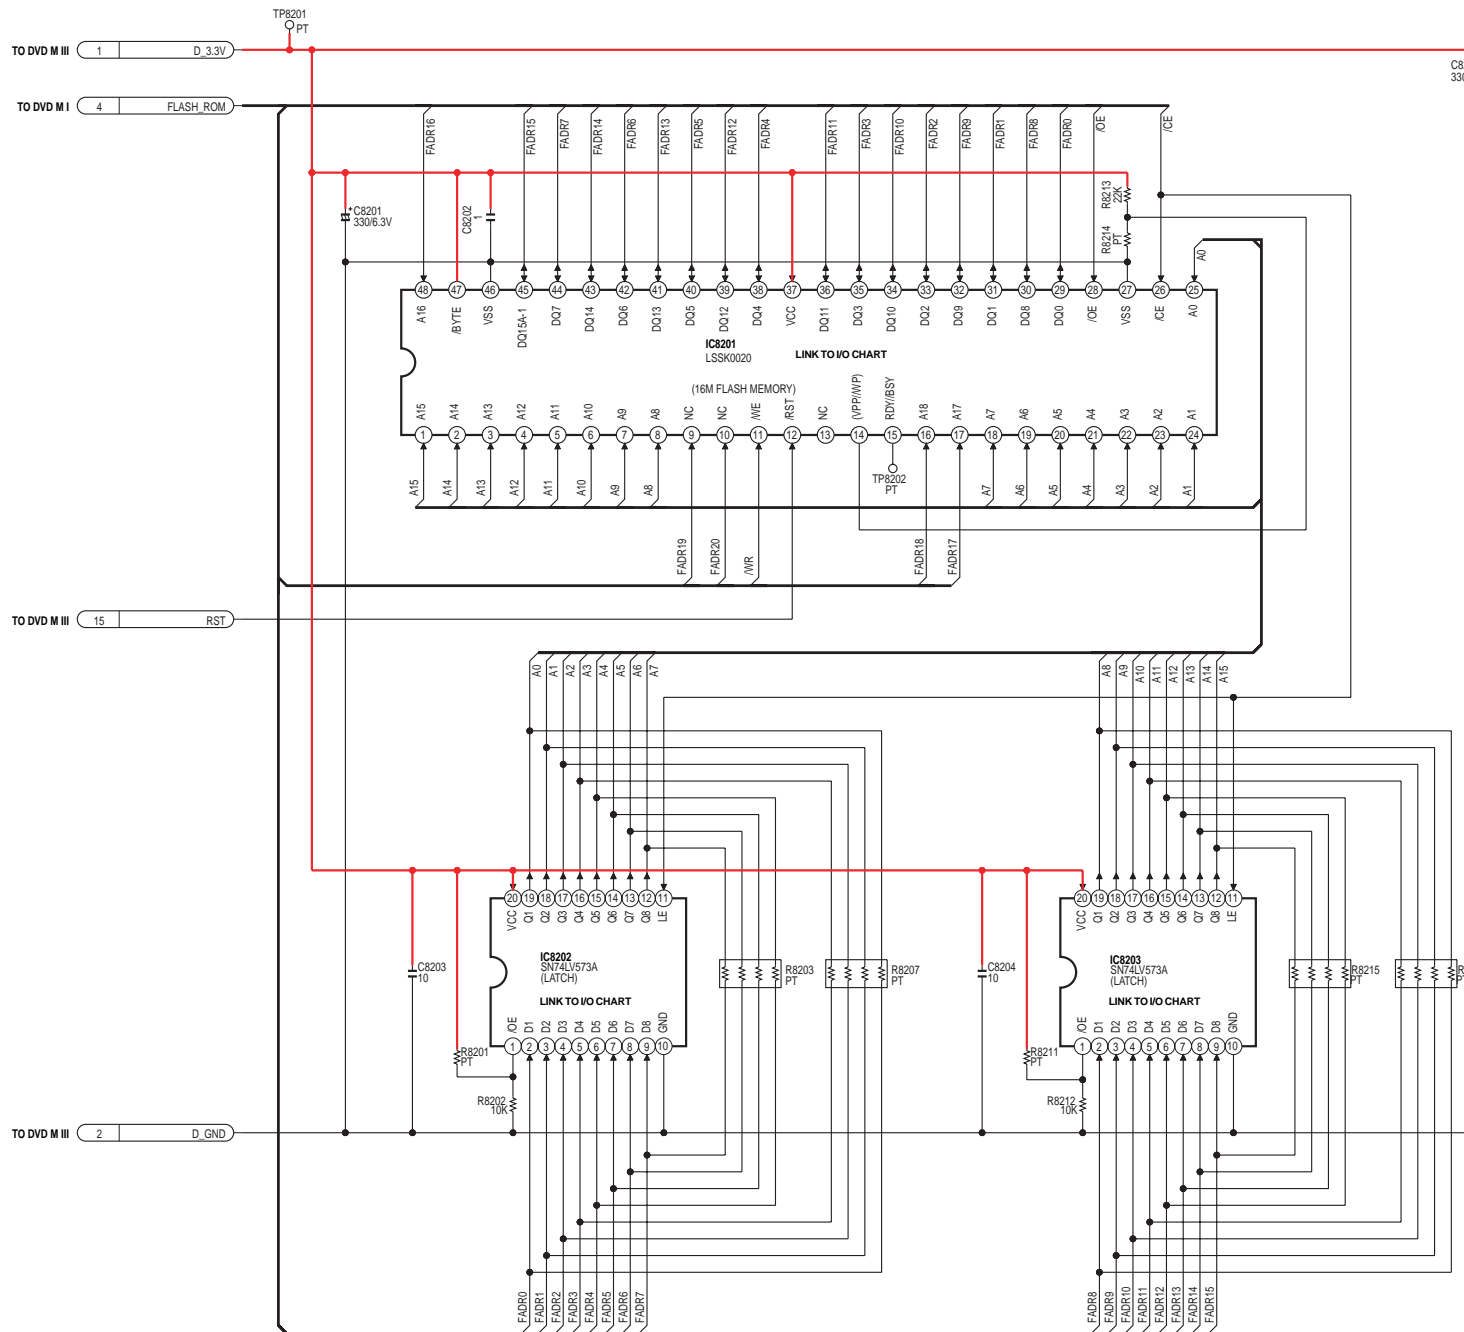 TP8201
PT
TO DVD M III 1 D_3.3V
C8
330
TO DVD M I 4 FLASH_ROM
FADR16 FADR15 FADR7 FADR14 FADR6 FADR13 FADR5 FADR12 FADR4 FADR11 FADR3 FADR10 FADR2 FADR9 FADR1 FADR8 FADR0 /OE /CE
+ C8201
330/6.3V
C8202
1
R8213
22K
R8214
PT
A0
48 47 46 45 44 43 42 41 40 39 38 37 36 35 34 33 32 31 30 29 28 27 26 25
A16 /BYTE VSS DQ15A-1 DQ7 DQ14 DQ6 DQ13 DQ5 DQ12 DQ4 VCC DQ11 DQ3 DQ10 DQ2 DQ9 DQ1 DQ8 DQ0 /OE VSS /CE A0
IC8201
LSSK0020
LINK TO I/O CHART
(16M FLASH MEMORY)
A15 A14 A13 A12 A11 A10 A9 A8 NC NC /WE /RST NC (VPP//WP) RDY//BSY A18 A17 A7 A6 A5 A4 A3 A2 A1
1 2 3 4 5 6 7 8 9 10 11 12 13 14 15 16 17 18 19 20 21 22 23 24
A15 A14 A13 A12 A11 A10 A9 A8 A7 A6 A5 A4 A3 A2 A1
TP8202
PT
FADR19 FADR20 /WR FADR18 FADR17
TO DVD M III 15 RST
A0 A1 A2 A3 A4 A5 A6 A7
A8 A9 A10 A11 A12 A13 A14 A15
20 19 18 17 16 15 14 13 12 11
VCC Q1 Q2 Q3 Q4 Q5 Q6 Q7 Q8 LE
20 19 18 17 16 15 14 13 12 11
VCC Q1 Q2 Q3 Q4 Q5 Q6 Q7 Q8 LE
C8203
10
IC8202
SN74LV573A
(LATCH)
LINK TO I/O CHART
R8203
PT
R8207
PT
C8204
10
IC8203
SN74LV573A
(LATCH)
LINK TO I/O CHART
R8215
PT
R
/OE D1 D2 D3 D4 D5 D6 D7 D8 GND
1 2 3 4 5 6 7 8 9 10
/OE D1 D2 D3 D4 D5 D6 D7 D8 GND
1 2 3 4 5 6 7 8 9 10
R8201
PT
R8202
10K
R8211
PT
R8212
10K
TO DVD M III 2 D_GND
FADR0 FADR1 FADR2 FADR3 FADR4 FADR5 FADR6 FADR7
FADR8 FADR9 FADR10 FADR11 FADR12 FADR13 FADR14 FADR15